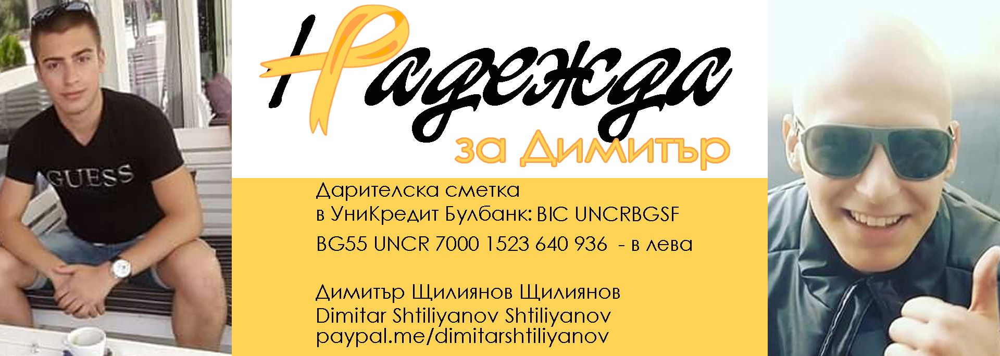 GUESS
Надежда
за Димитър
Дарителска сметка
в УниКредит Булбанк: BIC UNCRBGSF
BG55 UNCR 7000 1523 640 936 - в лева
Димитър Щилиянов Щилиянов
Dimitar Shtiliyanov Shtiliyanov
paypal.me/dimitarshtiliyanov